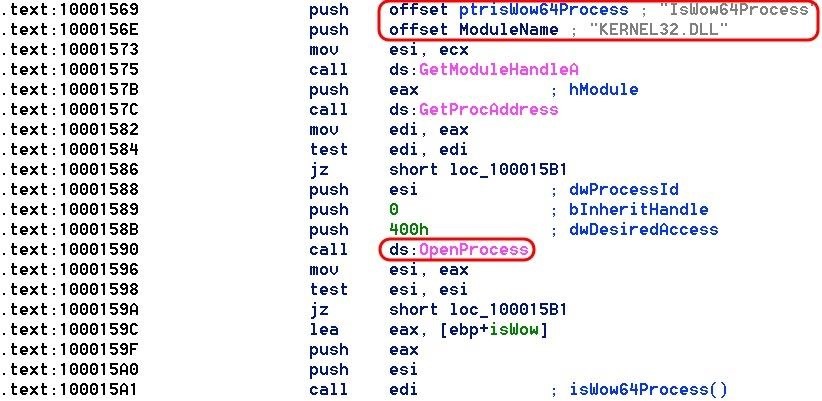 .text:10001569 push offset ptrisWow64Process ; "IsWow64Process"
.text:1000156E push offset ModuleName ; "KERNEL32.DLL"
.text:10001573 mov esi, ecx
.text:10001575 call ds:GetModuleHandleA
.text:1000157B push eax ; hModule
.text:1000157C call ds:GetProcAddress
.text:10001582 mov edi, eax
.text:10001584 test edi, edi
.text:10001586 jz short loc_100015B1
.text:10001588 push esi ; dwProcessId
.text:10001589 push 0 ; bInheritHandle
.text:1000158B push 400h ; dwDesiredAccess
.text:10001590 call ds:OpenProcess
.text:10001596 mov esi, eax
.text:10001598 test esi, esi
.text:1000159A jz short loc_100015B1
.text:1000159C lea eax, [ebp+isWow]
.text:1000159F push eax
.text:100015A0 push esi
.text:100015A1 call edi ; isWow64Process()